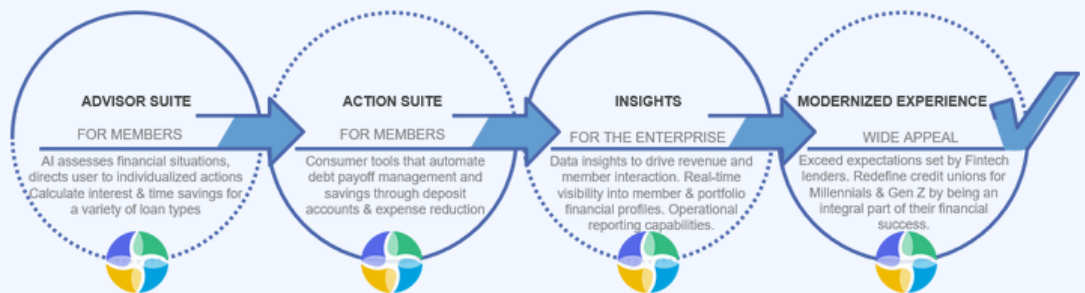 ADVISOR SUITE
FOR MEMBERS
AI assesses financial situations,
directs user to individualized actions
Calculate interest & time savings for
a variety of loan types
ACTION SUITE
FOR MEMBERS
Consumer tools that automate
debt payoff management and
savings through deposit
accounts & expense reduction
INSIGHTS
FOR THE ENTERPRISE
Data insights to drive revenue and
member interaction. Real-time
visibility into member & portfolio
financial profiles. Operational
reporting capabilities.
MODERNIZED EXPERIENCE
WIDE APPEAL
Exceed expectations set by Fintech
lenders. Redefine credit unions for
Millennials & Gen Z by being an
integral part of their financial
success.